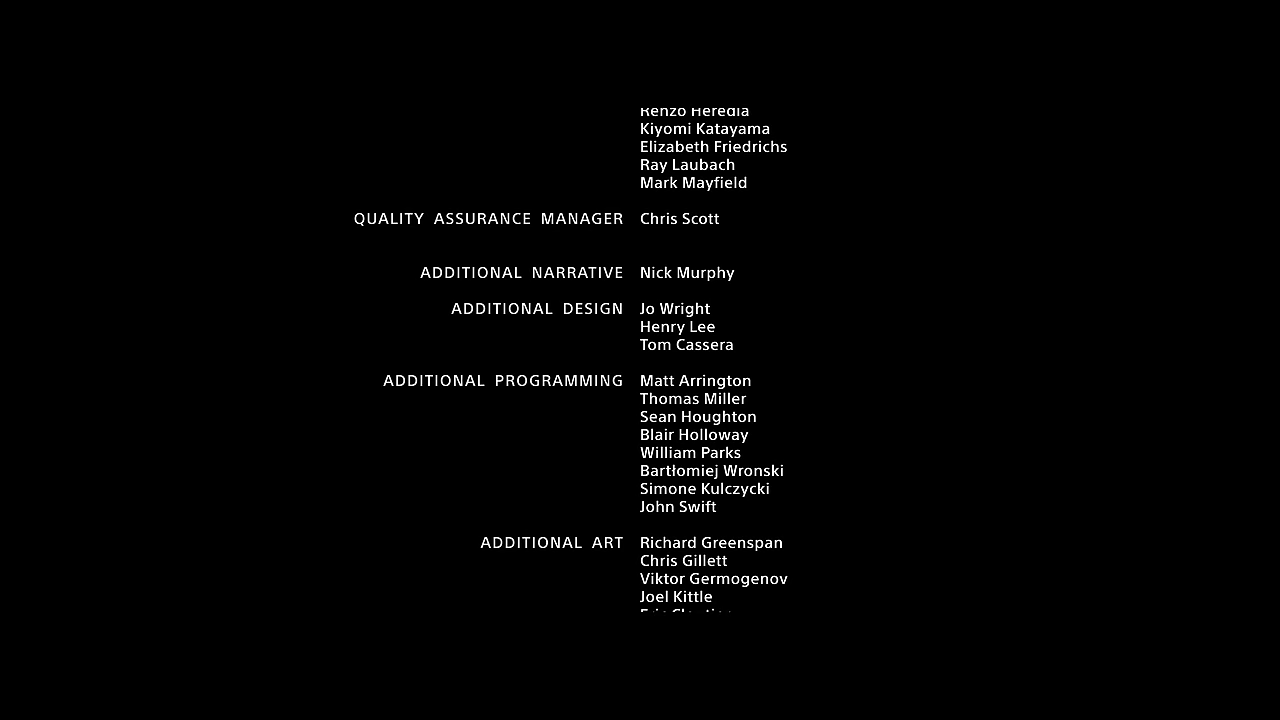 Renzo Heredia
Kiyomi Katayama
Elizabeth Friedrichs
Ray Laubach
Mark Mayfield
QUALITY ASSURANCE MANAGER Chris Scott
ADDITIONAL NARRATIVE Nick Murphy
ADDITIONAL DESIGN Jo Wright
Henry Lee
Tom Cassera
ADDITIONAL PROGRAMMING Matt Arrington
Thomas Miller
Sean Houghton
Blair Holloway
William Parks
Bartłomiej Wronski
Simone Kulczycki
John Swift
ADDITIONAL ART Richard Greenspan
Chris Gillett
Viktor Germogenov
Joel Kittle